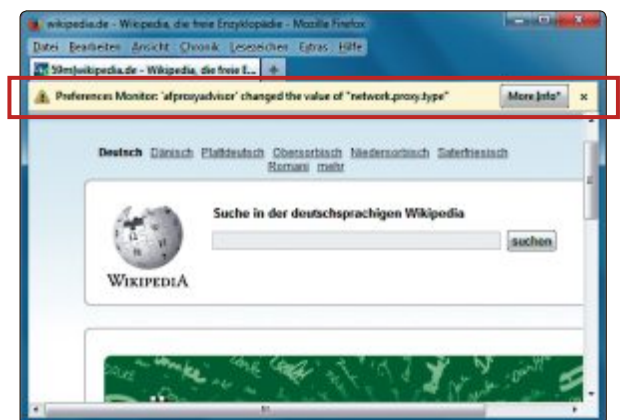 wikipedia.de - Wikipedia, die freie Enzyklopädie - Mozilla Firefox
Datei Bearbeiten Ansicht Chronik Lesezeichen Extras Hilfe
wikipedia.de - Wikipedia, die freie E... +
Preferences Monitor: 'afproxyadvisor' changed the value of "network.proxy.type" More Info* ×
Deutsch Dänisch Plattdeutsch Obersorbisch Niedersorbisch Saterfriesisch
Romani mehr
Suche in der deutschsprachigen Wikipedia
suchen
WIKIPEDIA